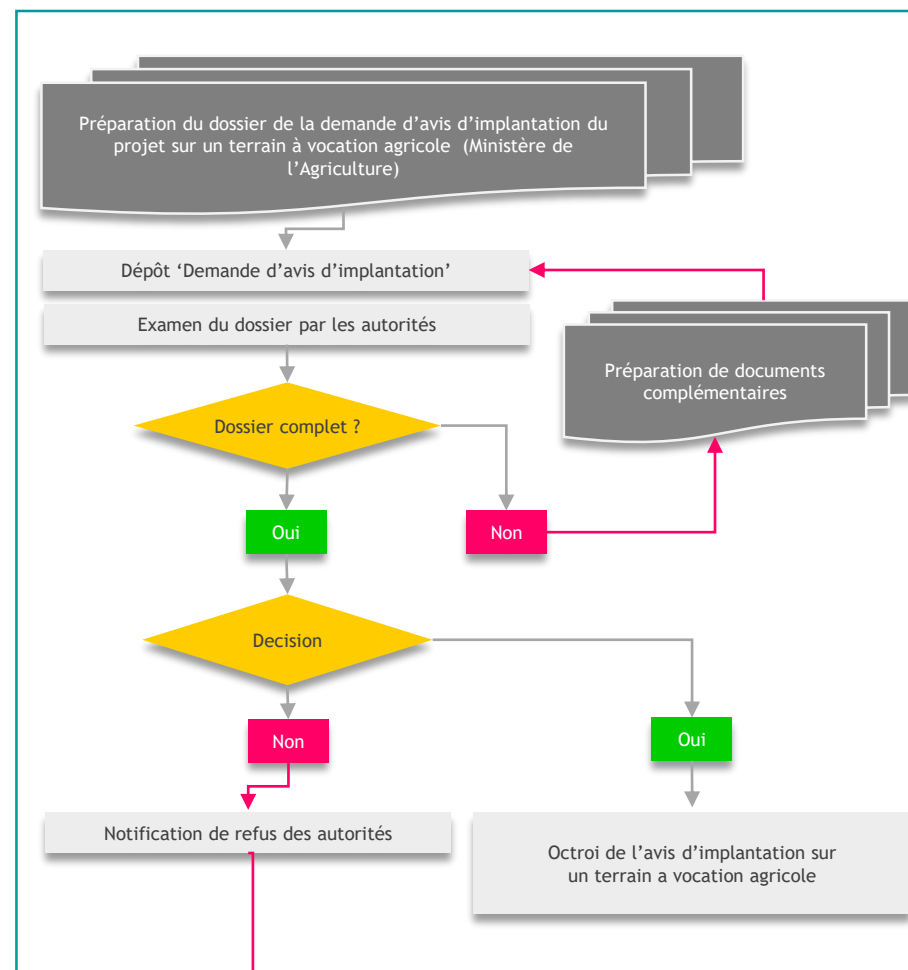 Préparation du dossier de la demande d’avis d’implantation du
projet sur un terrain à vocation agricole (Ministère de
l’Agriculture)
Dépôt ‘Demande d’avis d’implantation’
Examen du dossier par les autorités
Préparation de documents
complémentaires
Dossier complet ?
Oui
Non
Decision
Non
Oui
Notification de refus des autorités
Octroi de l’avis d’implantation sur
un terrain a vocation agricole